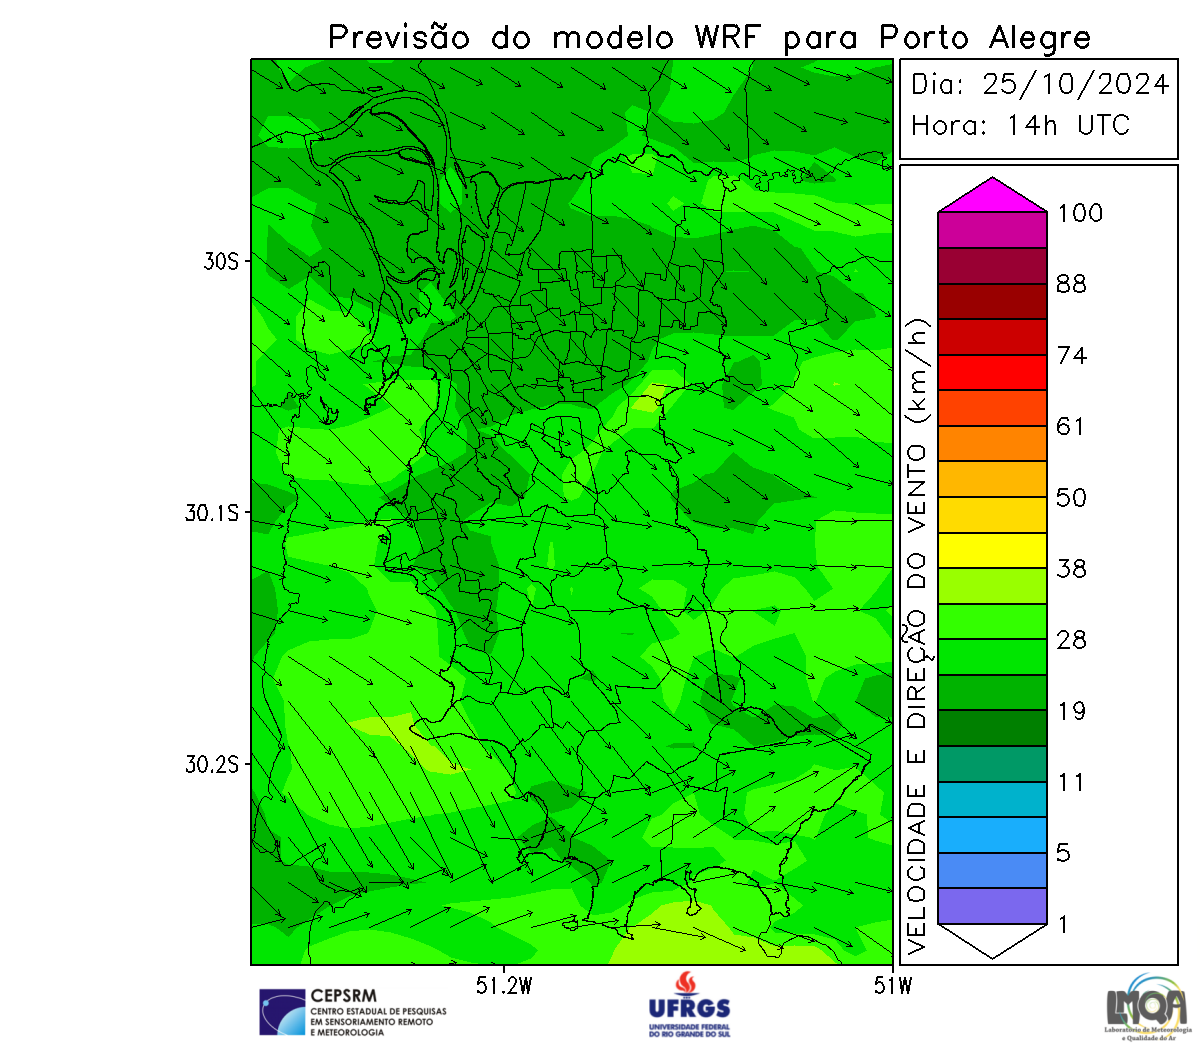 Previsão do modelo WRF para Porto Alegre
Dia: 25/10/2024
Hora: 14h UTC
30S
30.1S
30.2S
51.2W
51W
VELOCIDADE E DIREÇÃO DO VENTO (km/h)
100
88
74
61
50
38
28
19
11
5
1
CEPSRM
CENTRO ESTADUAL DE PESQUISAS
EM SENSORIAMENTO REMOTO
E METEOROLOGIA
UFRGS
UNIVERSIDADE FEDERAL
DO RIO GRANDE DO SUL
LMQA
Laboratório de Meteorologia
e Qualidade do Ar